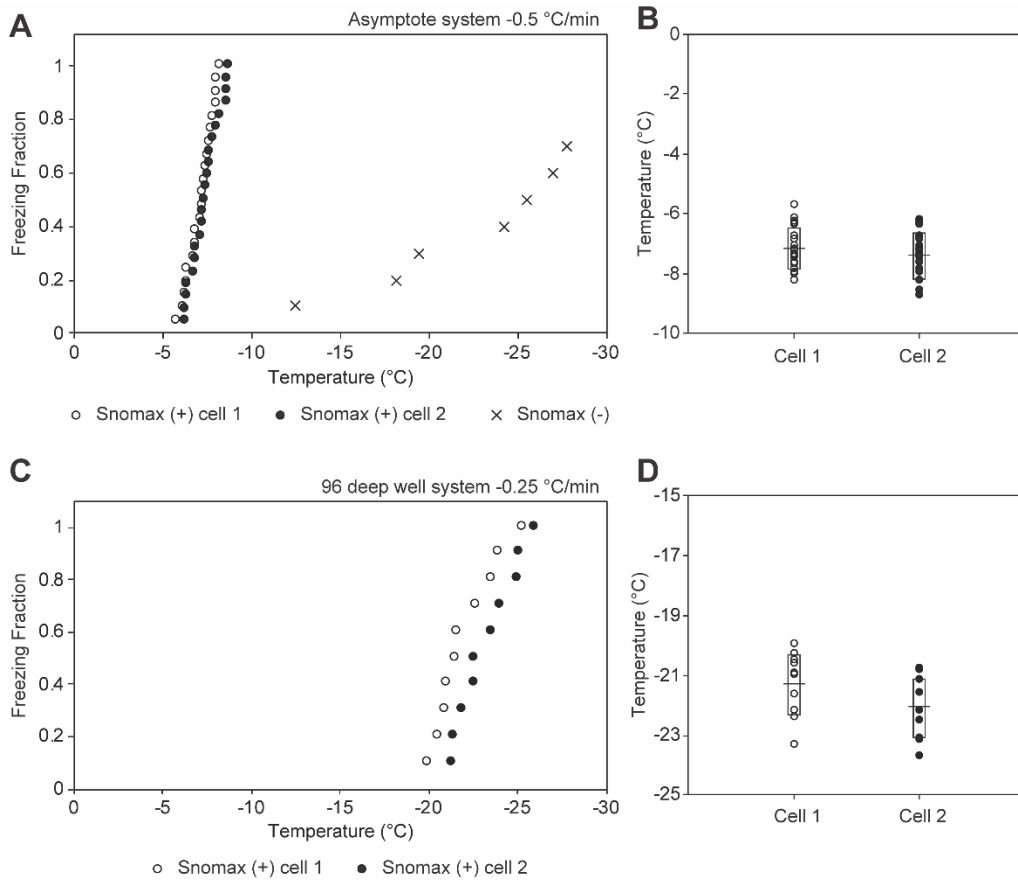 A
Asymptote system -0.5 °C/min
Freezing Fraction
1
0.8
0.6
0.4
0.2
0
0 -5 -10 -15 -20 -25 -30
Temperature (°C)
Snomax (+) cell 1 Snomax (+) cell 2 Snomax (-)
B
Temperature (°C)
0
-2
-4
-6
-8
-10
Cell 1 Cell 2
C
96 deep well system -0.25 °C/min
Freezing Fraction
1
0.8
0.6
0.4
0.2
0
0 -5 -10 -15 -20 -25 -30
Temperature (°C)
Snomax (+) cell 1 Snomax (+) cell 2
D
Temperature (°C)
-15
-17
-19
-21
-23
-25
Cell 1 Cell 2